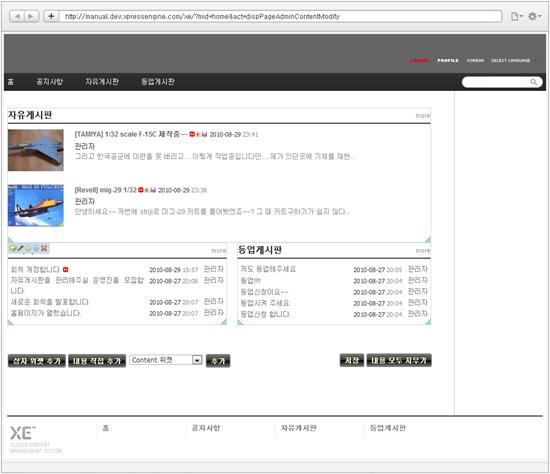 http://manual.dev.xpressengine.com/xe/?mid=home&act=dispPageAdminContentModify
PROFILE KOREAN SELECT LANGUAGE
홈 공지사항 자유게시판 등업게시판
자유게시판 more
[TAMIYA] 1/32 scale F-15C 제작중~~ 2010-08-29 23:41
관리자
그리고 한국공군에 미련을 못 버리고... 이렇게 작업중입니다만... 제가 있던곳에 기체를 재현...
[Revell] mig-29 1/32 2010-08-29 23:38
관리자
안녕하세요~~ 저번에 미그-29 키트를 물어봤었죠~~? 그 때 키트구하기가 쉽지 않다...
more
회칙 개정합니다. 2010-08-29 15:57 관리자
자유게시판을 관리해주실 운영진을 모집합니다. 2010-08-27 20:08 관리자
새로운 회칙을 발표합니다. 2010-08-27 20:07 관리자
홈페이지가 열렸습니다. 2010-08-27 20:07 관리자
등업게시판 more
저도 등업해주세요 2010-08-27 20:05 관리자
등업!!!! 2010-08-27 20:04 관리자
등업신청이요~~ 2010-08-27 20:04 관리자
등업시켜 주세요. 2010-08-27 20:04 관리자
등업신청 합니다. 2010-08-27 20:04 관리자
상자 위젯 추가 내용 직접 추가 Content 위젯 추가 저장 내용 모두 지우기
XE
CLEVER CONTENT
MANAGEMENT SYSTEM
홈 공지사항 자유게시판 등업게시판